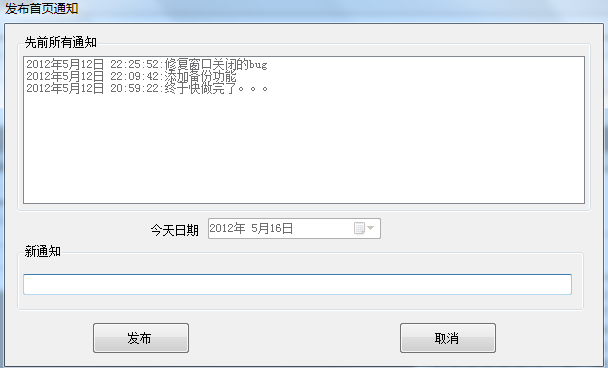 发布首页通知
先前所有通知
2012年5月12日 22:25:52:修复窗口关闭的bug
2012年5月12日 22:09:42:添加备份功能
2012年5月12日 20:59:22:终于快做完了。。。
今天日期 2012年 5月16日
新通知
发布 取消